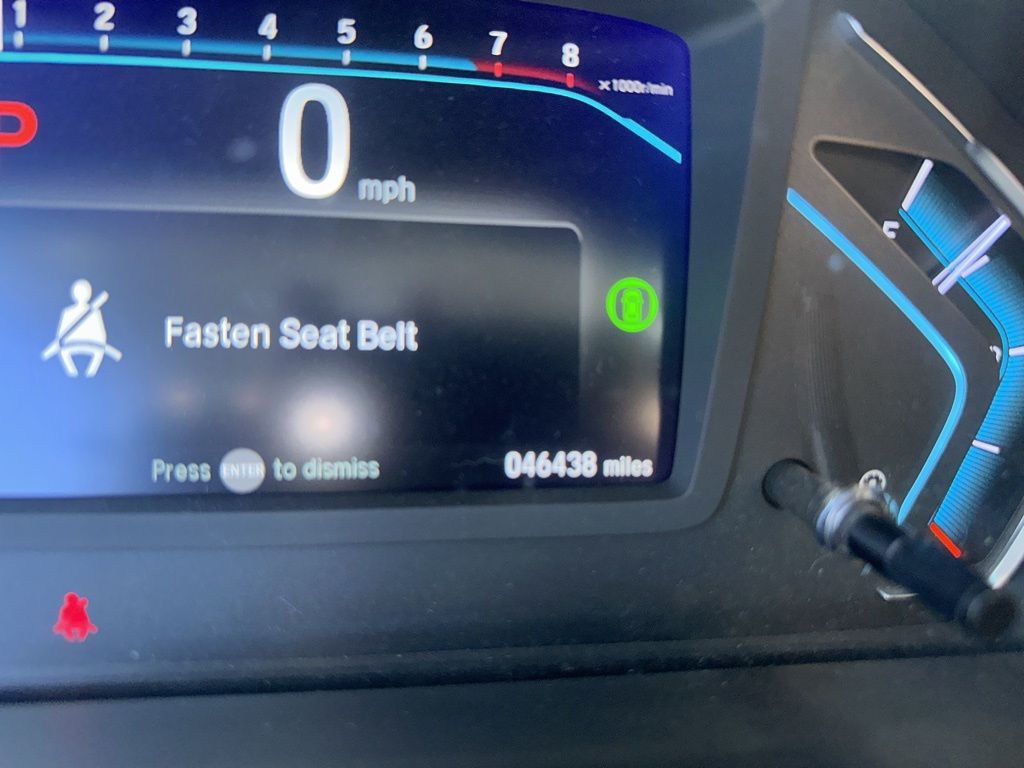 1 2 3 4 5 6 7 8
x1000r/min
P
0
mph
Fasten Seat Belt
Press ENTER to dismiss
046438 miles